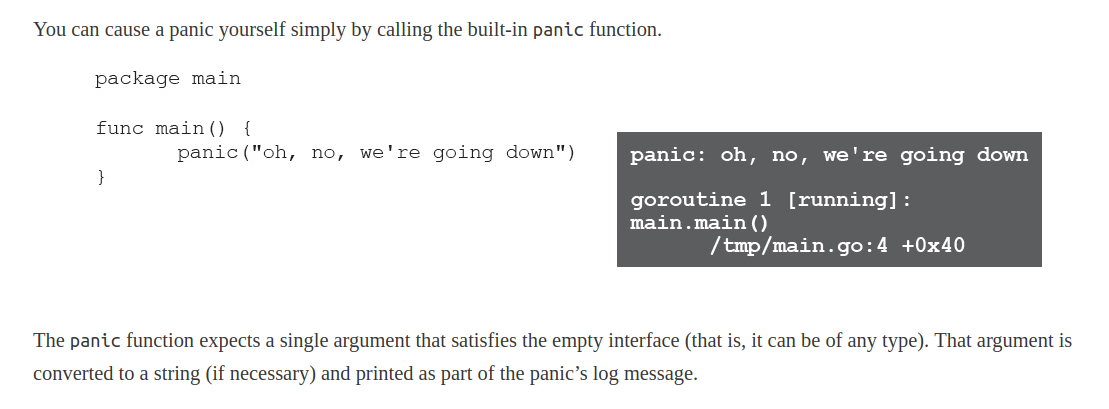 You can cause a panic yourself simply by calling the built-in panic function.
package main
func main() {
panic("oh, no, we're going down")
}
panic: oh, no, we're going down
goroutine 1 [running]:
main.main()
/tmp/main.go:4 +0x40
The panic function expects a single argument that satisfies the empty interface (that is, it can be of any type). That argument is
converted to a string (if necessary) and printed as part of the panic’s log message.